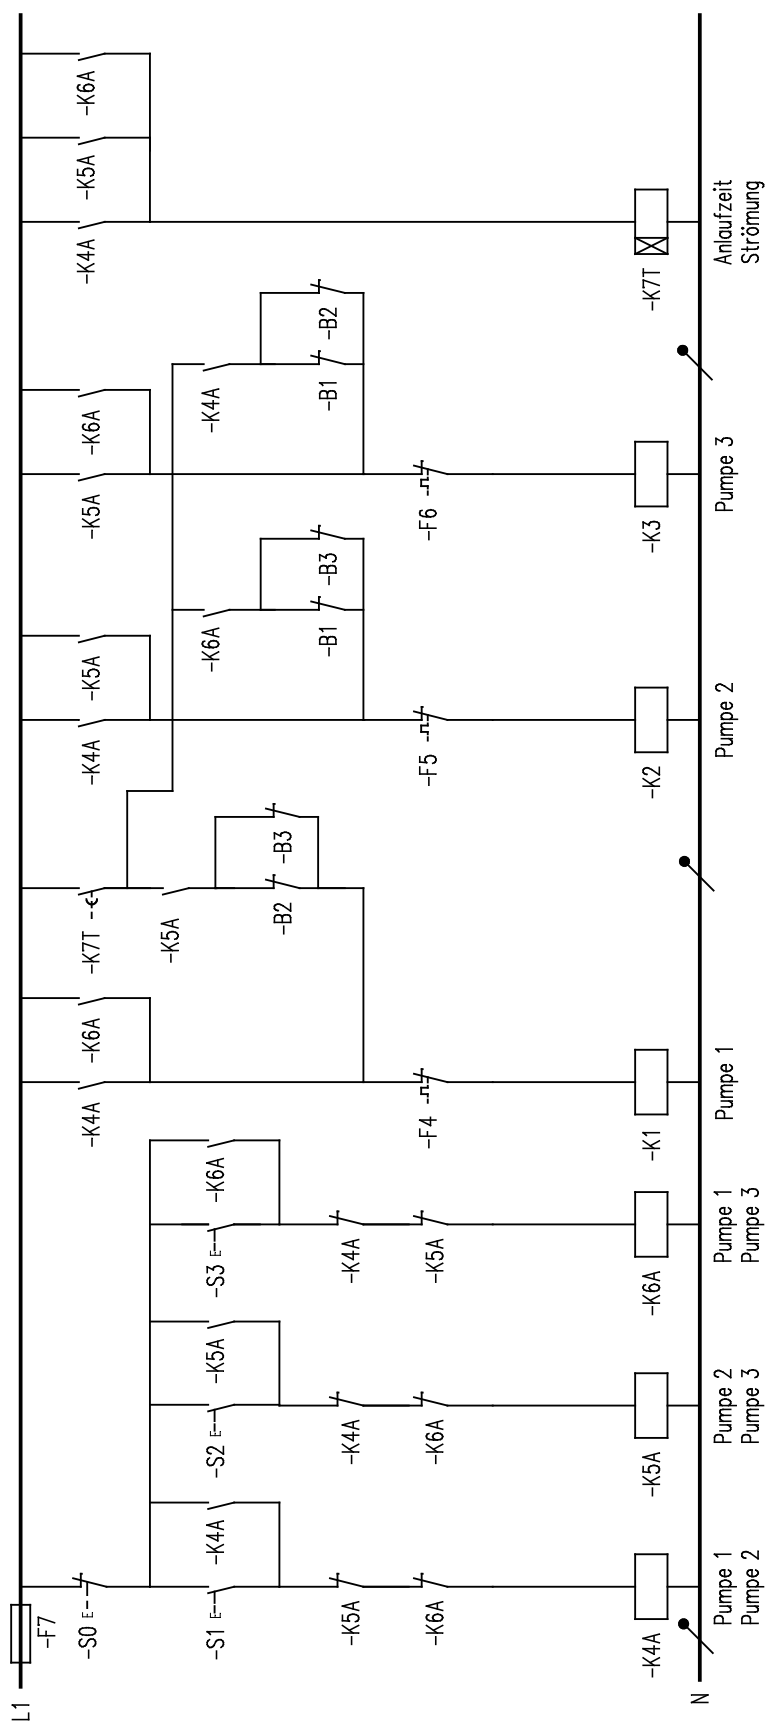 L1
-F7
-S0
-S1
-K4A
-K5A
-K6A
-K4A
Pumpe 1
Pumpe 2
-S2
-K5A
-K4A
-K6A
-K5A
Pumpe 2
Pumpe 3
-S3
-K6A
-K4A
-K5A
-K6A
Pumpe 1
Pumpe 3
-K4A
-K6A
-F4
-K1
Pumpe 1
-K7T
-K5A
-B2
-B3
-K4A
-K5A
-K6A
-B1
-B3
-F5
-K2
Pumpe 2
-K5A
-K6A
-K4A
-B1
-B2
-F6
-K3
Pumpe 3
-K4A
-K5A
-K6A
-K7T
Anlaufzeit
Strömung
N